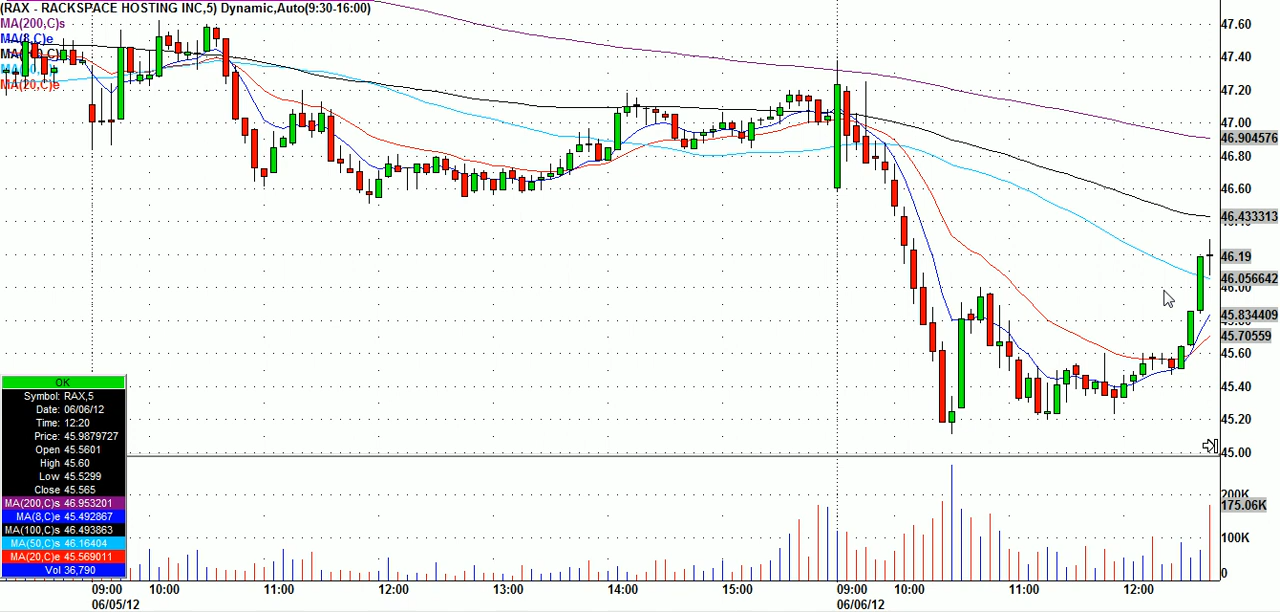 (RAX - RACKSPACE HOSTING INC,5) Dynamic,Auto(9:30-16:00)
MA(200,C)s
MA(8,C)e
MA(20,C)e
47.60
47.40
47.20
47.00
46.904576
46.80
46.60
46.433313
46.19
46.056642
46.00
45.834409
45.70559
45.60
45.40
45.20
45.00
200K
175.06K
100K
0
OK
Symbol: RAX,5
Date: 06/06/12
Time: 12:20
Price: 45.9879727
Open 45.5601
High 45.60
Low 45.5299
Close 45.565
MA(200,C)s 46.953201
MA(8,C)e 45.492867
MA(100,C)s 46.493863
MA(50,C)s 46.16404
MA(20,C)e 45.569011
Vol 36,790
09:00 10:00 11:00 12:00 13:00 14:00 15:00 09:00 10:00 11:00 12:00
06/05/12 06/06/12